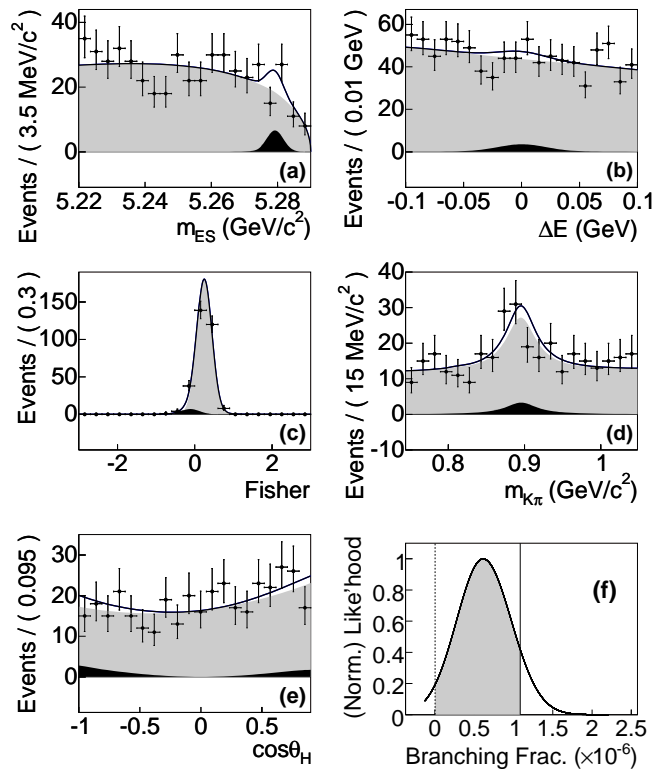 Events / ( 3.5 MeV/c²)
40
20
0
5.22 5.24 5.26 5.28
m_ES (GeV/c²)
(a)
Events / ( 0.01 GeV )
60
40
20
0
-0.1 -0.05 0 0.05 0.1
ΔE (GeV)
(b)
Events / ( 0.3 )
150
100
50
0
-2 0 2
Fisher
(c)
Events / ( 15 MeV/c²)
40
30
20
10
0
-10
0.8 0.9 1
m_Kπ (GeV/c²)
(d)
Events / ( 0.095 )
30
20
10
0
-1 -0.5 0 0.5
cosθ_H
(e)
(Norm.) Like'hood
1
0.8
0.6
0.4
0.2
0
0 0.5 1 1.5 2 2.5
Branching Frac. (×10⁻⁶)
(f)